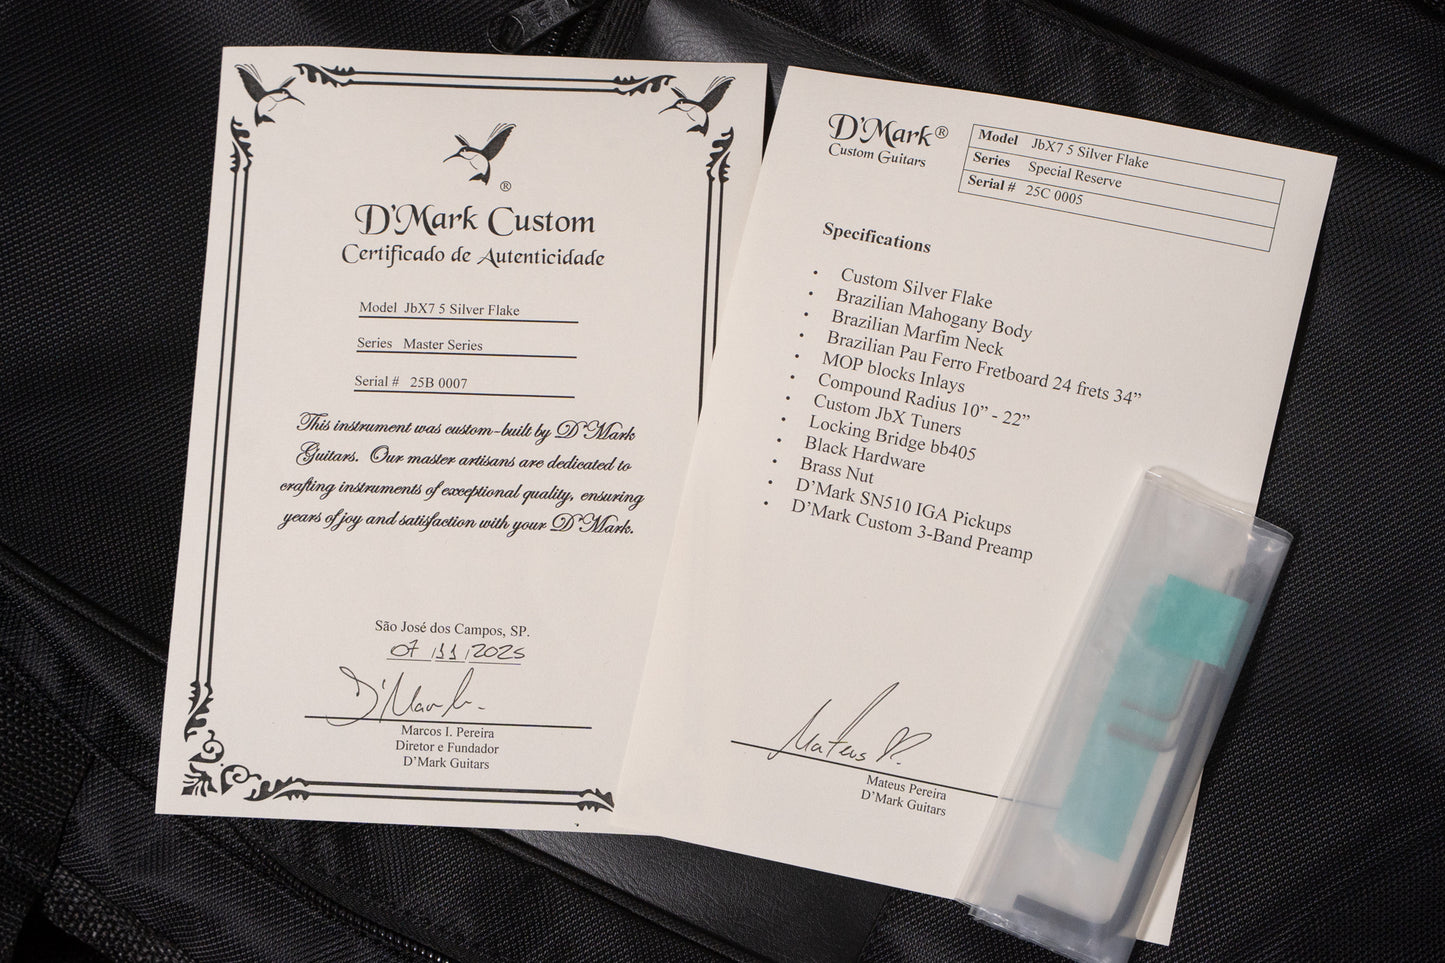 ®
D'Mark Custom
Certificado de Autenticidade
Model JbX7 5 Silver Flake
Series Master Series
Serial # 25B 0007
This instrument was custom-built by D'Mark
Guitars. Our master artisans are dedicated to
crafting instruments of exceptional quality, ensuring
years of joy and satisfaction with your D'Mark.
São José dos Campos, SP.
07 /11 /2025
D'Mark
Marcos I. Pereira
Diretor e Fundador
D'Mark Guitars
D'Mark®
Custom Guitars
Model JbX7 5 Silver Flake
Series Special Reserve
Serial # 25C 0005
Specifications
• Custom Silver Flake
• Brazilian Mahogany Body
• Brazilian Marfim Neck
• Brazilian Pau Ferro Fretboard 24 frets 34”
• MOP blocks Inlays
• Compound Radius 10” - 22”
• Custom JbX Tuners
• Locking Bridge bb405
• Black Hardware
• Brass Nut
• D’Mark SN510 IGA Pickups
• D’Mark Custom 3-Band Preamp
Mateus P.
Mateus Pereira
D’Mark Guitars